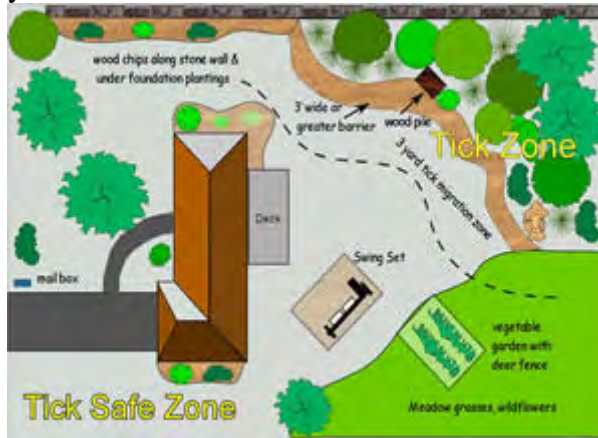 wood chips along stone wall &
under foundation plantings
3' wide or
greater barrier
wood pile
Tick Zone
3 yard tick migration zone
Deck
Swing Set
mail box
vegetable
garden with
deer fence
Tick Safe Zone
Meadow grasses, wildflowers